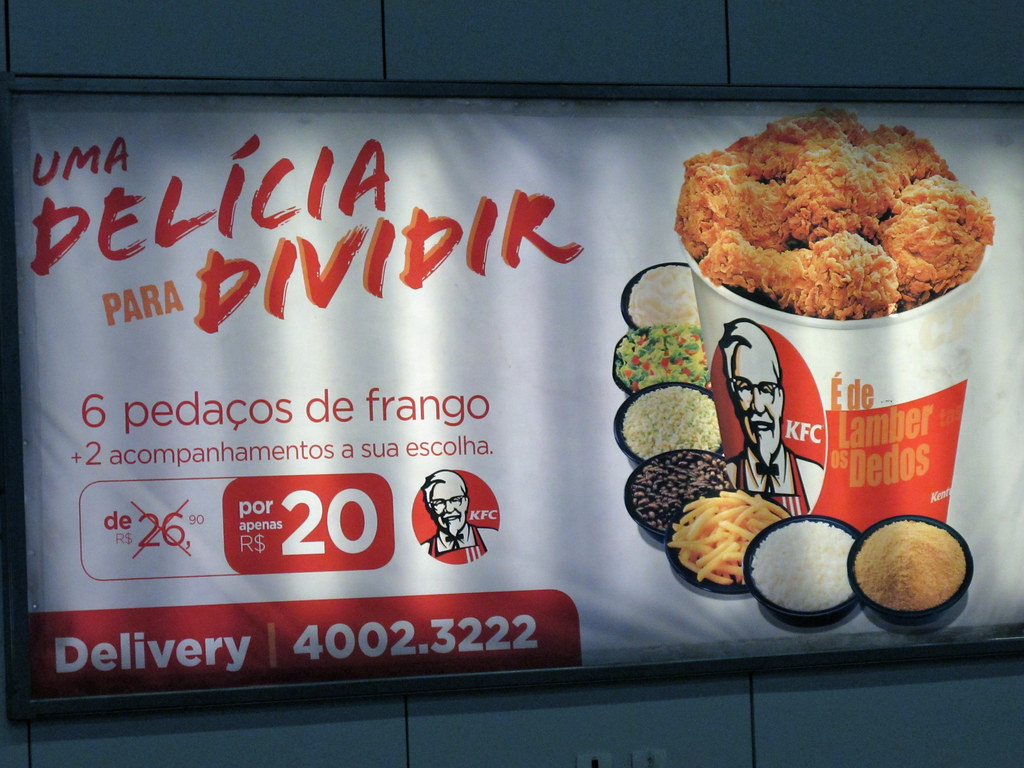 UMA
DELÍCIA
PARA DIVIDIR
6 pedaços de frango
+2 acompanhamentos a sua escolha.
de R$ 26,90
por apenas R$ 20
KFC
Delivery | 4002.3222
KFC
É de
Lamber
os Dedos